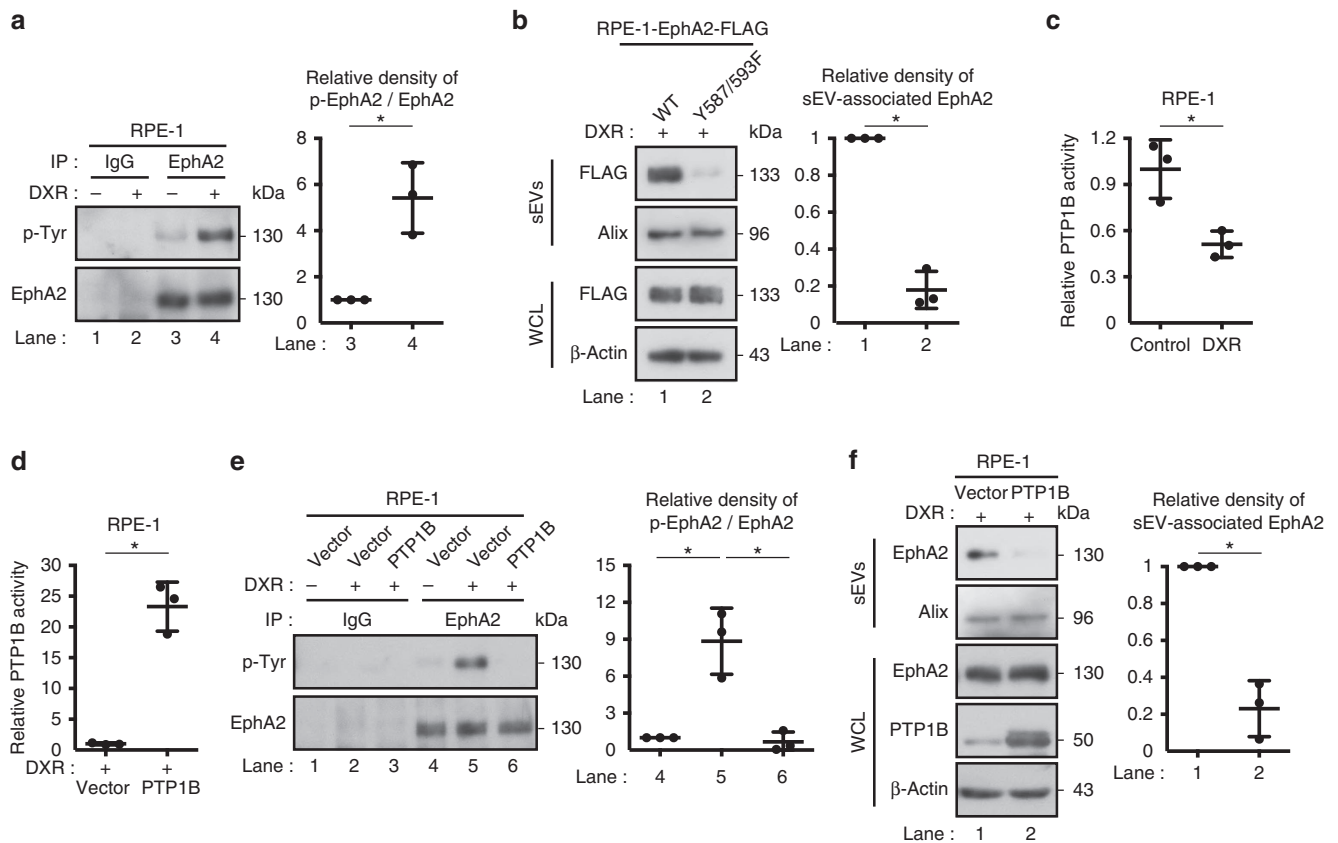 a
RPE-1
IP : IgG EphA2
DXR : – + – + kDa
p-Tyr 130
EphA2 130
Lane : 1 2 3 4
Relative density of
p-EphA2 / EphA2
*
8
6
4
2
0
Lane : 3 4
b
RPE-1-EphA2-FLAG
WT Y587/593F
DXR : + + kDa
sEVs
FLAG 133
Alix 96
WCL
FLAG 133
β-Actin 43
Lane : 1 2
Relative density of
sEV-associated EphA2
*
1
0.8
0.6
0.4
0.2
0
Lane : 1 2
c
RPE-1
*
Relative PTP1B activity
1.2
0.9
0.6
0.3
0
Control DXR
d
RPE-1
*
Relative PTP1B activity
30
25
20
15
10
5
0
DXR : + +
Vector PTP1B
e
RPE-1
Vector Vector PTP1B Vector Vector PTP1B
DXR : – + + – + +
IP : IgG EphA2 kDa
p-Tyr 130
EphA2 130
Lane : 1 2 3 4 5 6
Relative density of
p-EphA2 / EphA2
* *
15
12
9
6
3
0
Lane : 4 5 6
f
RPE-1
Vector PTP1B
DXR : + + kDa
sEVs
EphA2 130
Alix 96
WCL
EphA2 130
PTP1B 50
β-Actin 43
Lane : 1 2
Relative density of
sEV-associated EphA2
*
1
0.8
0.6
0.4
0.2
0
Lane : 1 2